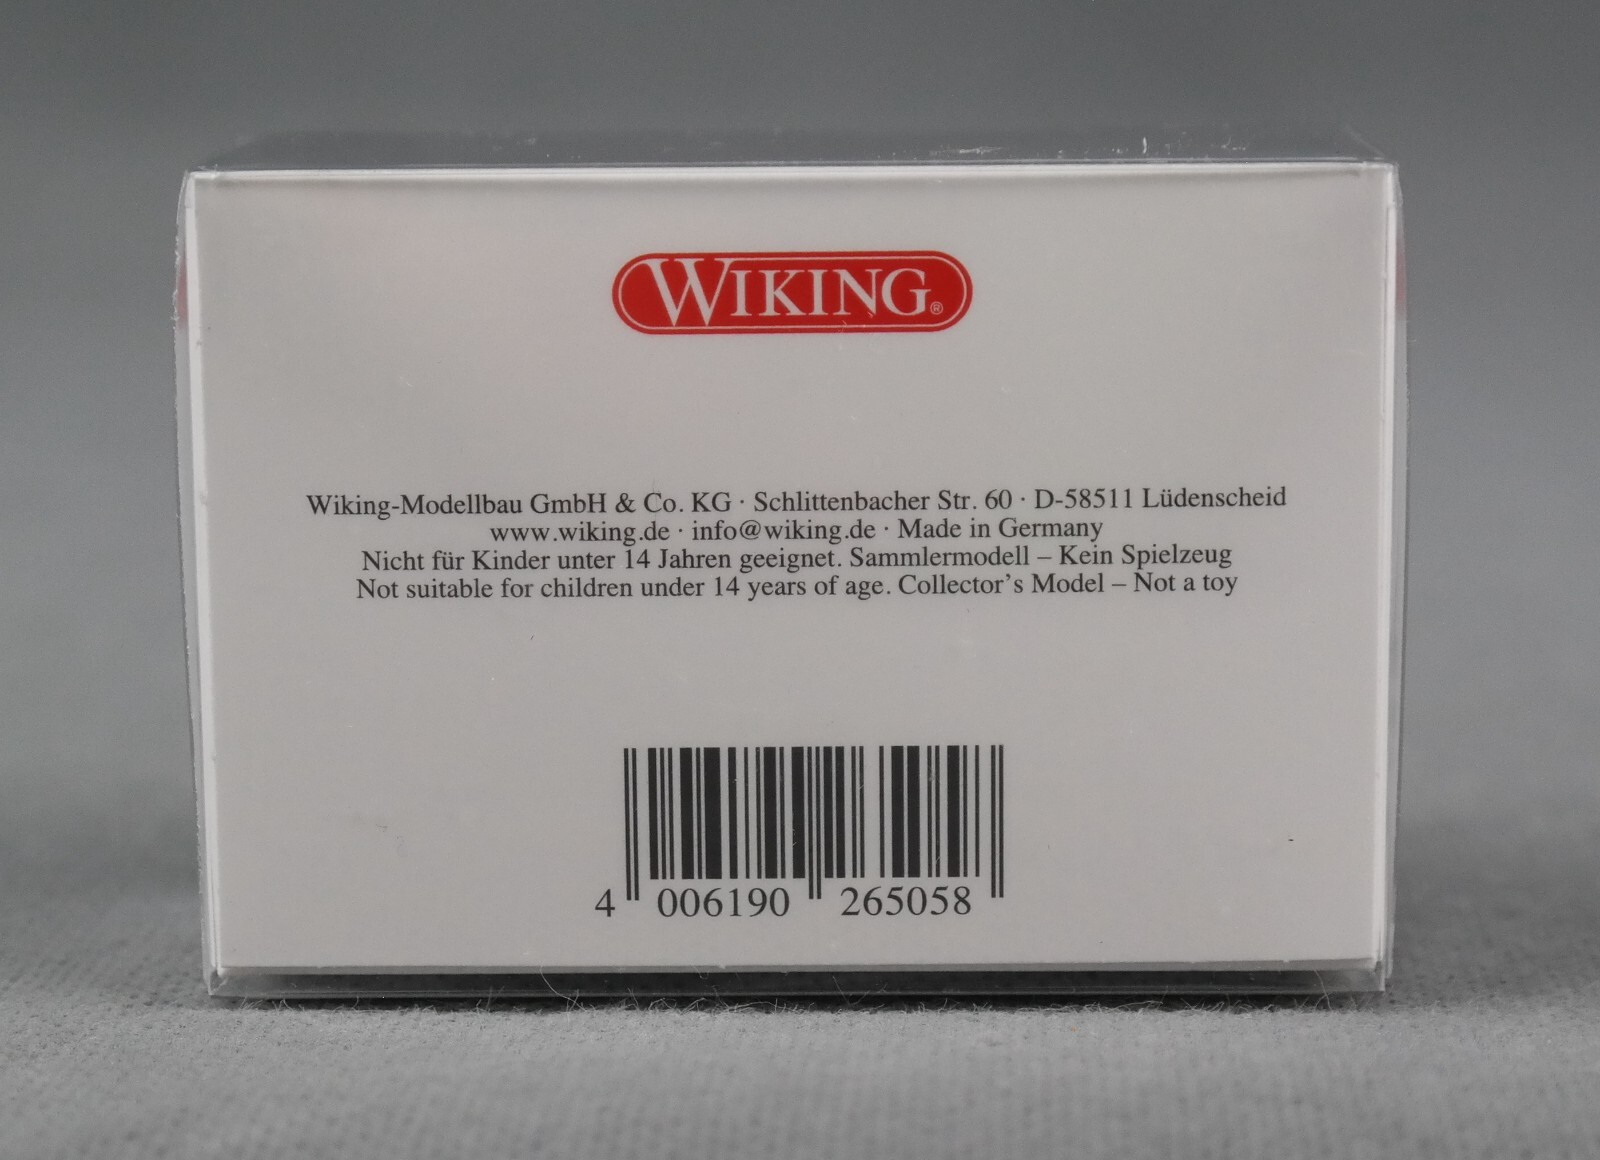 WIKING®
Wiking-Modellbau GmbH & Co. KG · Schlittenbacher Str. 60 · D-58511 Lüdenscheid
www.wiking.de · info@wiking.de · Made in Germany
Nicht für Kinder unter 14 Jahren geeignet. Sammlermodell – Kein Spielzeug
Not suitable for children under 14 years of age. Collector's Model – Not a toy
4 006190 265058